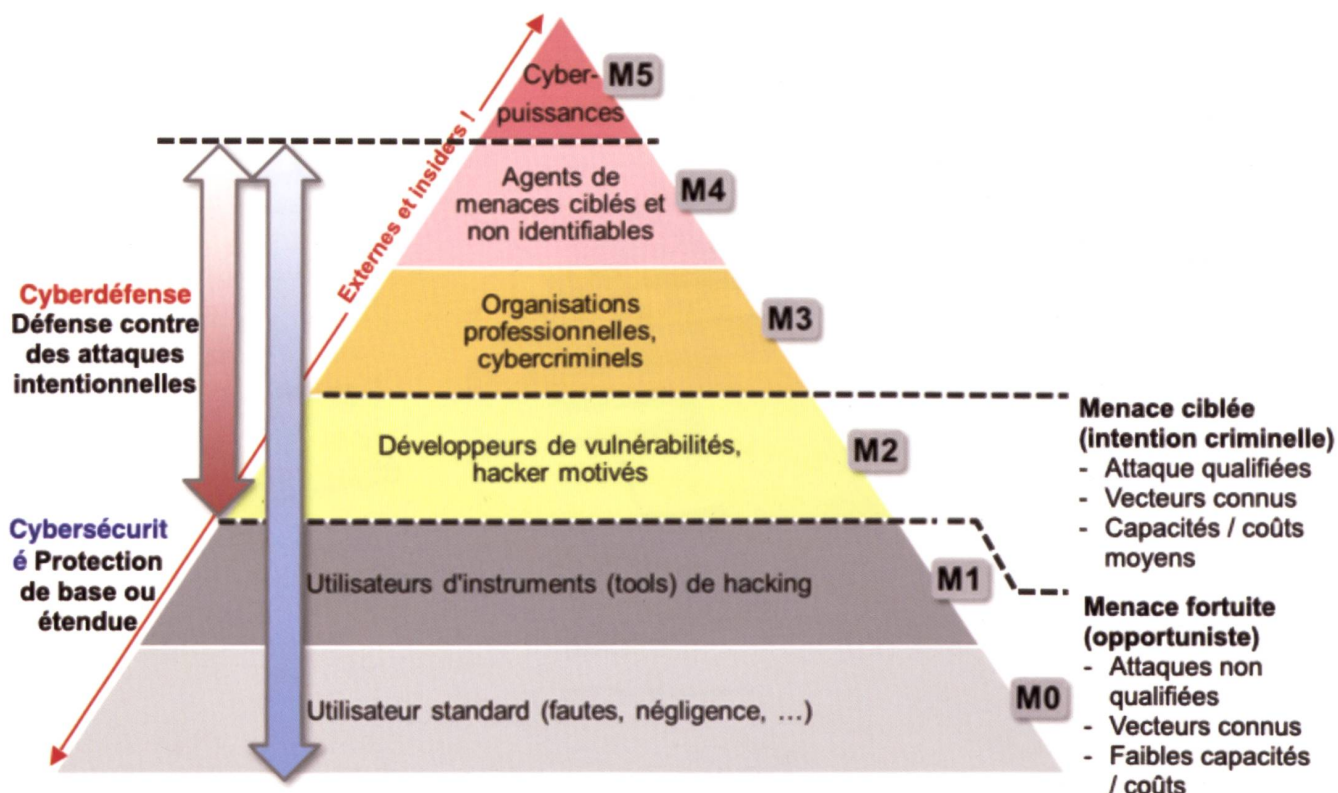 Cyber-
puissances
M5
Externes et insiders !
Agents de
menaces ciblés et
non identifiables
M4
Cyberdéfense
Défense contre
des attaques
intentionnelles
Organisations
professionnelles,
cybercriminels
M3
Développeurs de vulnérabilités,
hacker motivés
M2
Menace ciblée
(intention criminelle)
- Attaque qualifiées
- Vecteurs connus
- Capacités / coûts
moyens
Cybersécurit
é Protection
de base ou
étendue
Utilisateurs d'instruments (tools) de hacking
M1
Menace fortuite
(opportuniste)
- Attaques non
qualifiées
- Vecteurs connus
- Faibles capacités
/ coûts
Utilisateur standard (fautes, négligence, ...)
M0